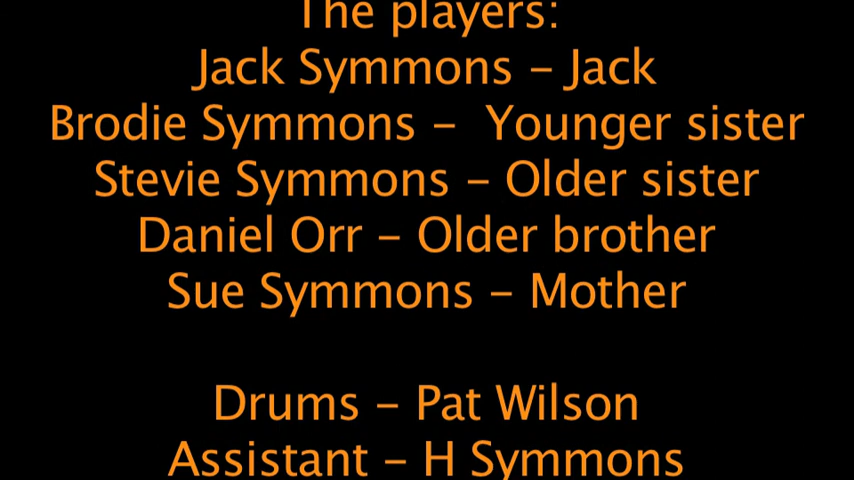 The players:
Jack Symmons – Jack
Brodie Symmons –  Younger sister
Stevie Symmons – Older sister
Daniel Orr – Older brother
Sue Symmons – Mother
Drums – Pat Wilson
Assistant – H Symmons